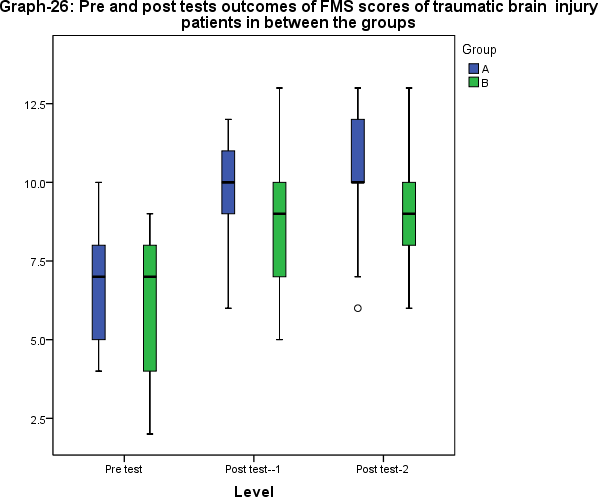 Graph-26: Pre and post tests outcomes of FMS scores of traumatic brain injury
patients in between the groups
Group
A
B
12.5
10.0
7.5
5.0
2.5
Pre test
Post test--1
Post test-2
Level